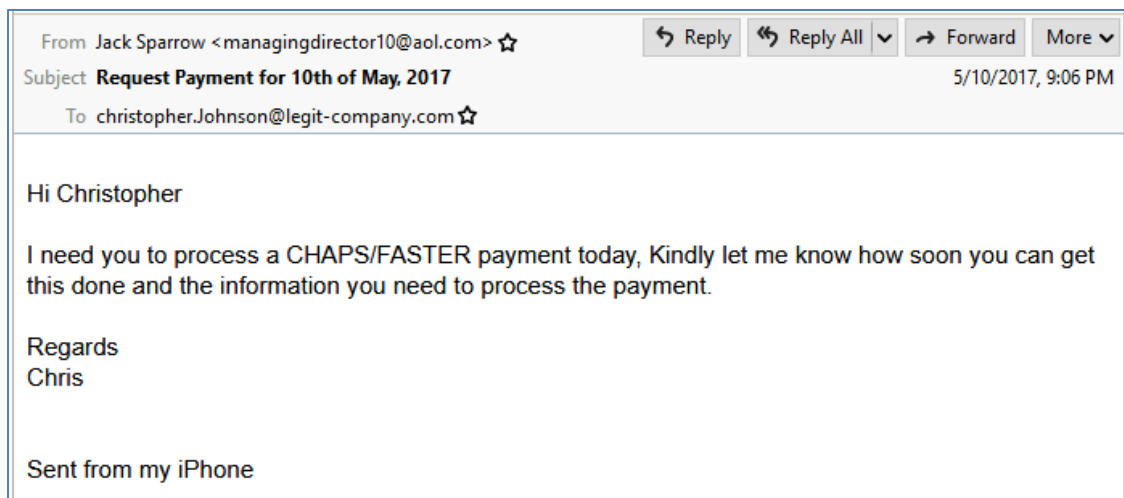 From Jack Sparrow <managingdirector10@aol.com>
Reply Reply All Forward More
Subject Request Payment for 10th of May, 2017
5/10/2017, 9:06 PM
To christopher.Johnson@legit-company.com
Hi Christopher
I need you to process a CHAPS/FASTER payment today, Kindly let me know how soon you can get
this done and the information you need to process the payment.
Regards
Chris
Sent from my iPhone